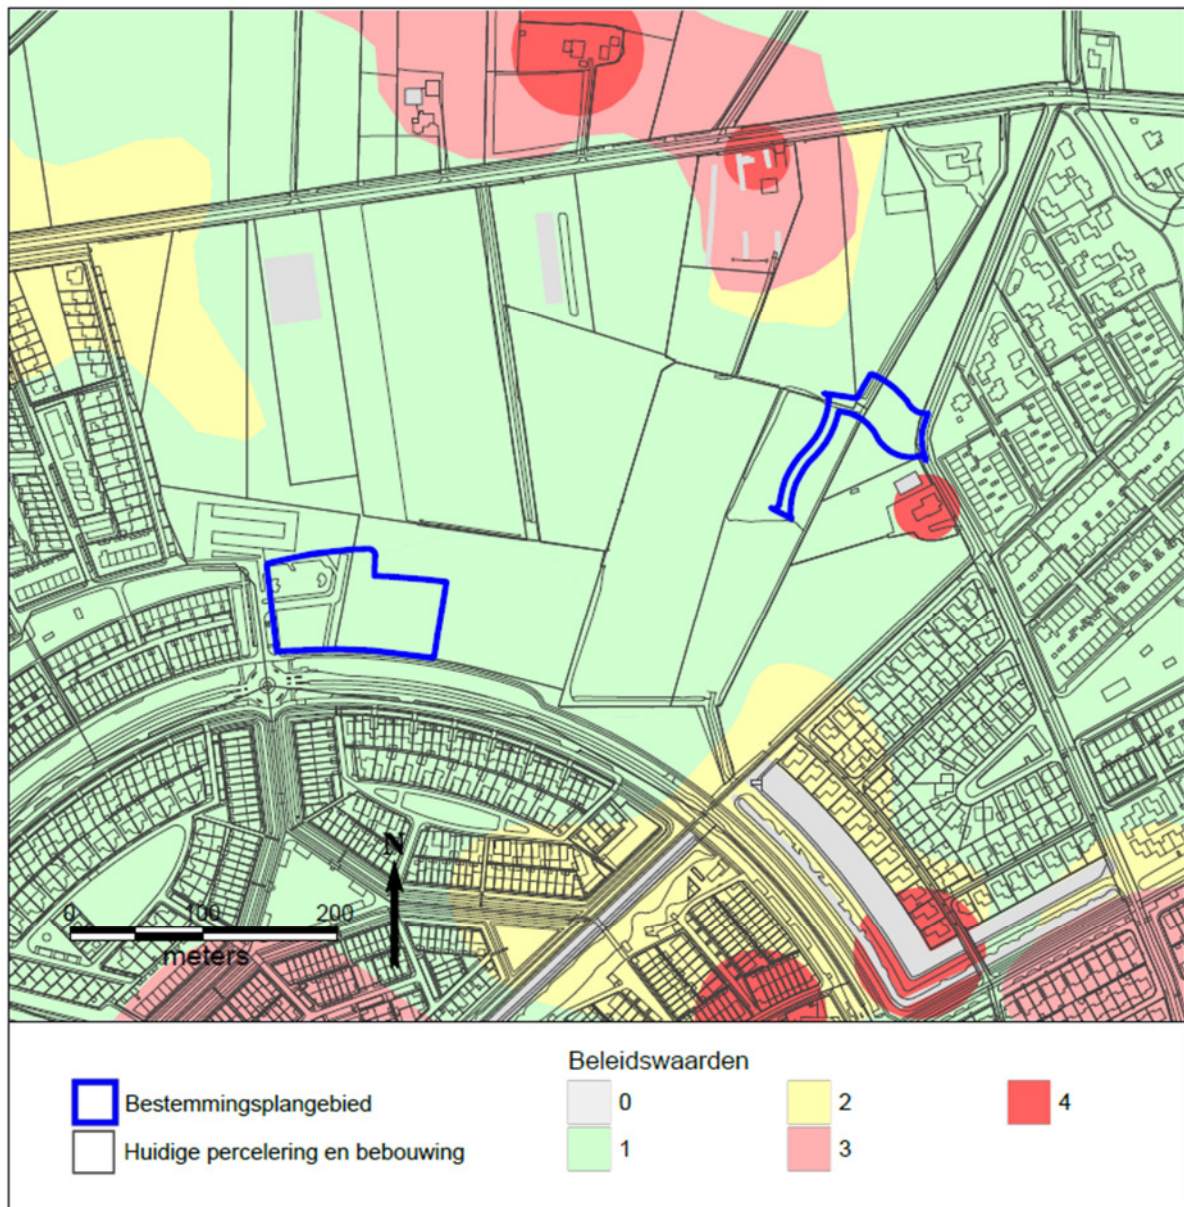 N
0 100 200
meters
Beleidswaarden
Bestemmingsplangebied
0 2 4
Huidige percelering en bebouwing
1 3